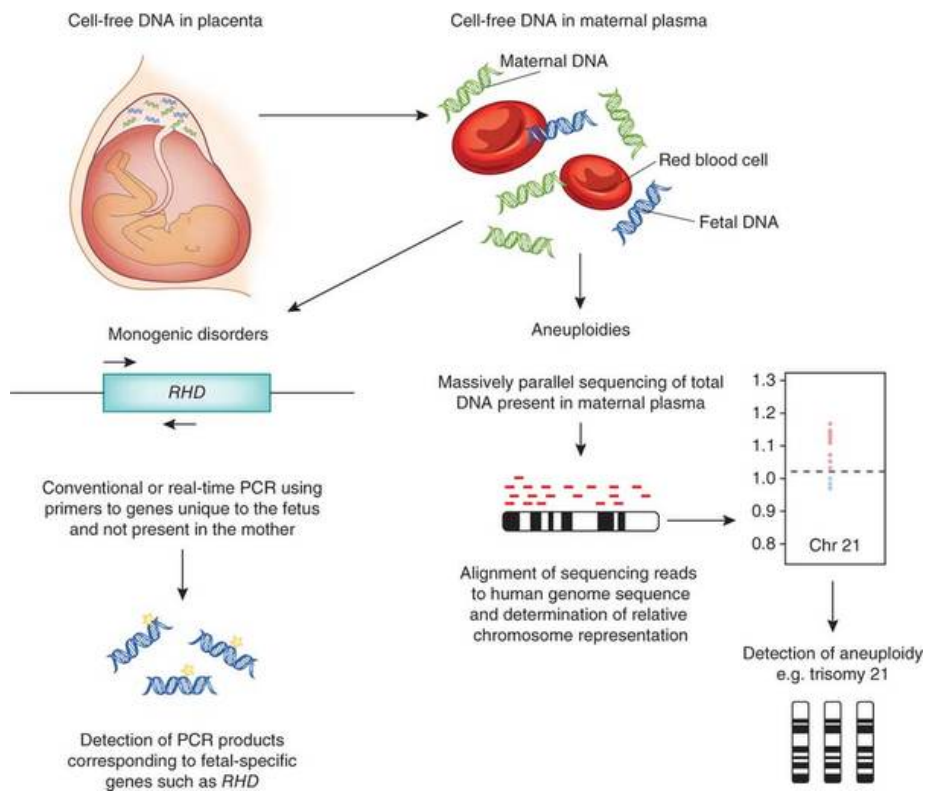 Cell-free DNA in placenta
Cell-free DNA in maternal plasma
Maternal DNA
Red blood cell
Fetal DNA
Monogenic disorders
RHD
Conventional or real-time PCR using
primers to genes unique to the fetus
and not present in the mother
Detection of PCR products
corresponding to fetal-specific
genes such as RHD
Aneuploidies
Massively parallel sequencing of total
DNA present in maternal plasma
Alignment of sequencing reads
to human genome sequence
and determination of relative
chromosome representation
1.3
1.2
1.1
1.0
0.9
0.8
Chr 21
Detection of aneuploidy
e.g. trisomy 21